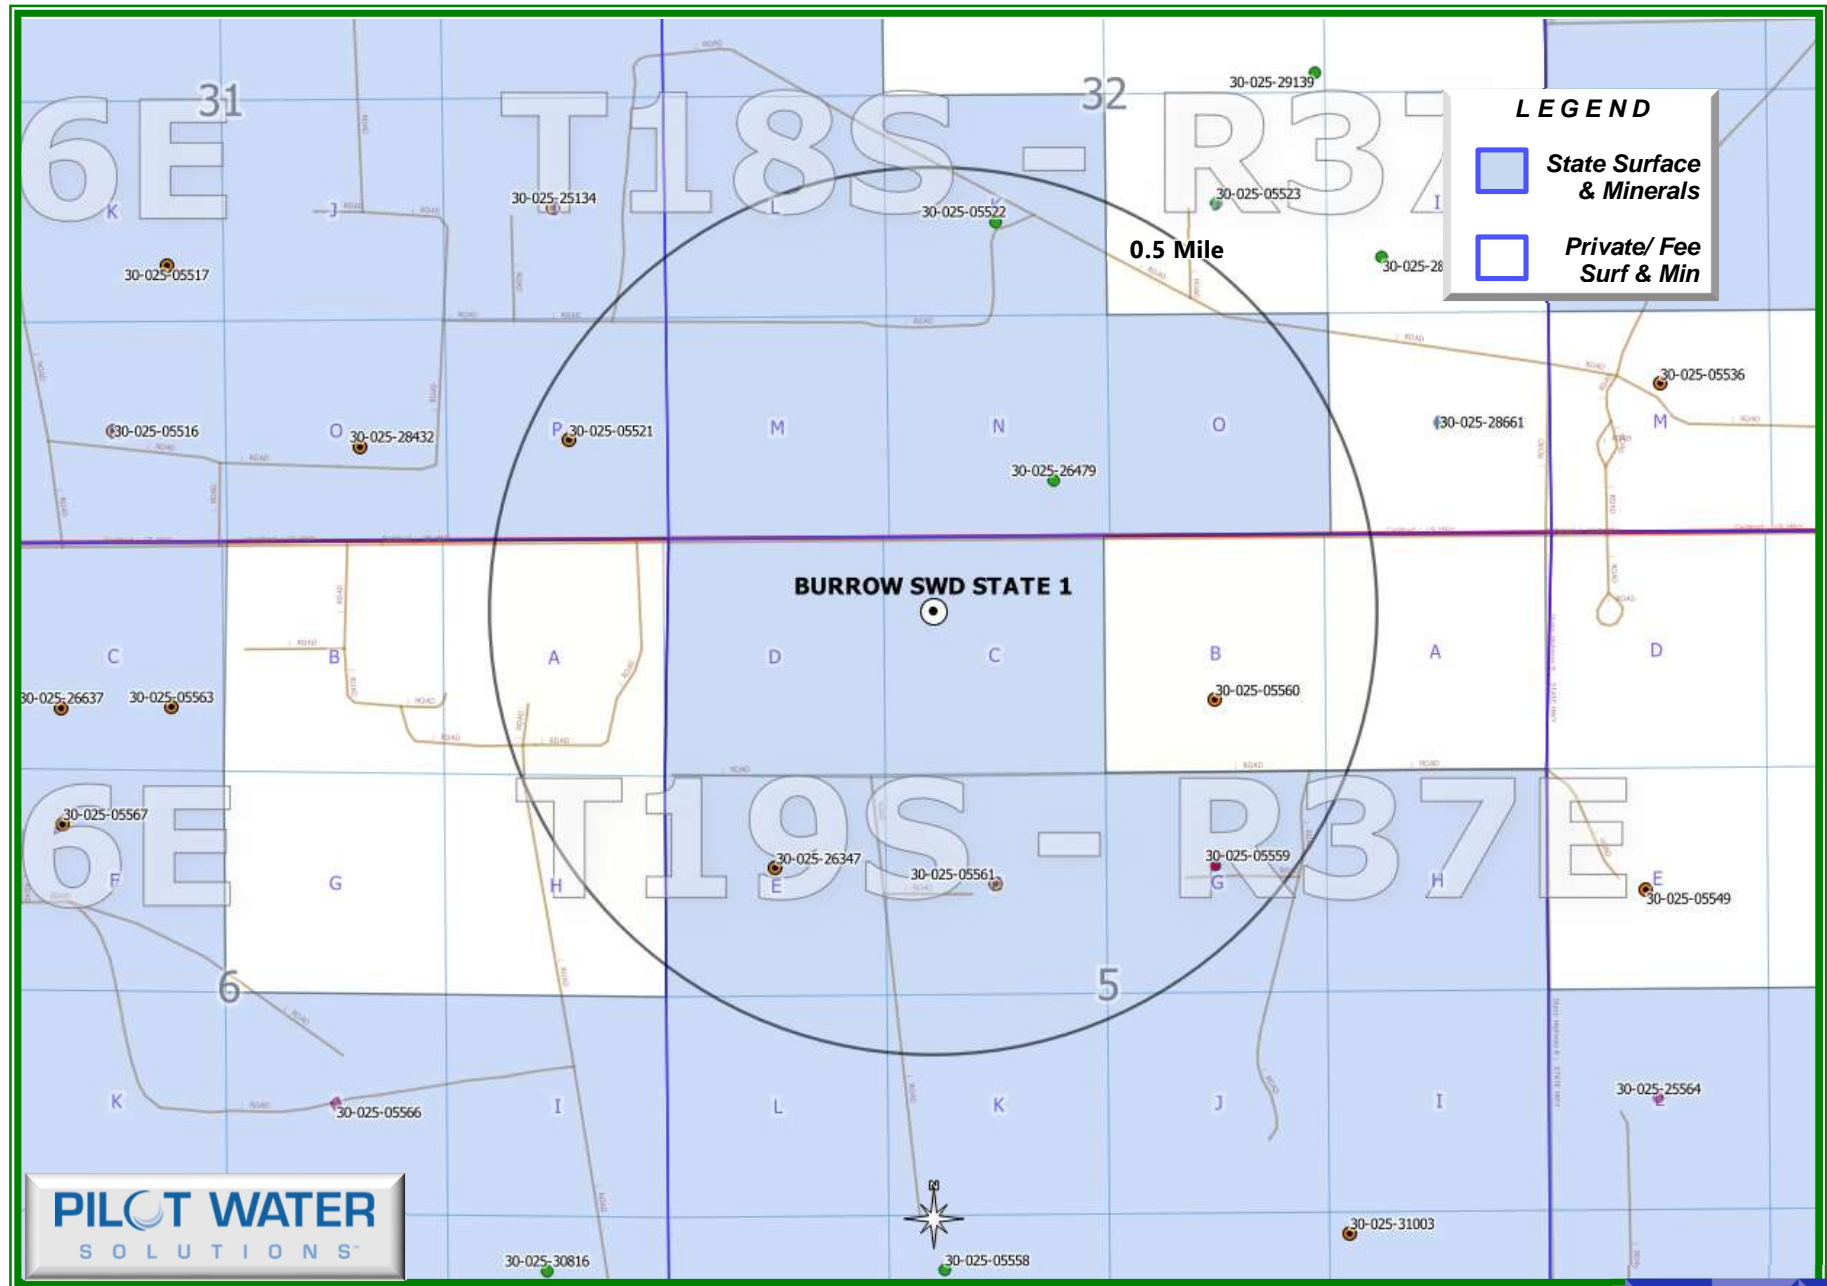 31
32
6E
T18S - R37
30-025-29139
LEGEND
State Surface
& Minerals
Private/ Fee
Surf & Min
K
J
30-025-25134
L
30-025-05522
30-025-05523
I
0.5 Mile
30-025-05517
30-025-28
30-025-05516
O
30-025-28432
P
30-025-05521
M
N
O
30-025-28661
30-025-05536
M
30-025-26479
BURROW SWD STATE 1
C
B
A
D
C
B
A
D
30-025-26637
30-025-05563
30-025-05560
6E
T19S - R37E
30-025-05567
F
G
H
30-025-26347
E
30-025-05561
30-025-05559
G
H
E
30-025-05549
6
5
K
30-025-05566
I
L
K
J
I
30-025-25564
PILOT WATER
SOLUTIONS
N
30-025-30816
30-025-05558
30-025-31003
ROAD